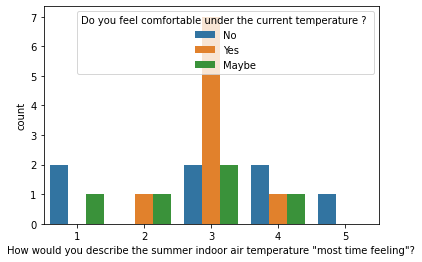 Do you feel comfortable under the current temperature ?
No
Yes
Maybe
7
6
5
4
3
2
1
0
count
1 2 3 4 5
How would you describe the summer indoor air temperature "most time feeling"?